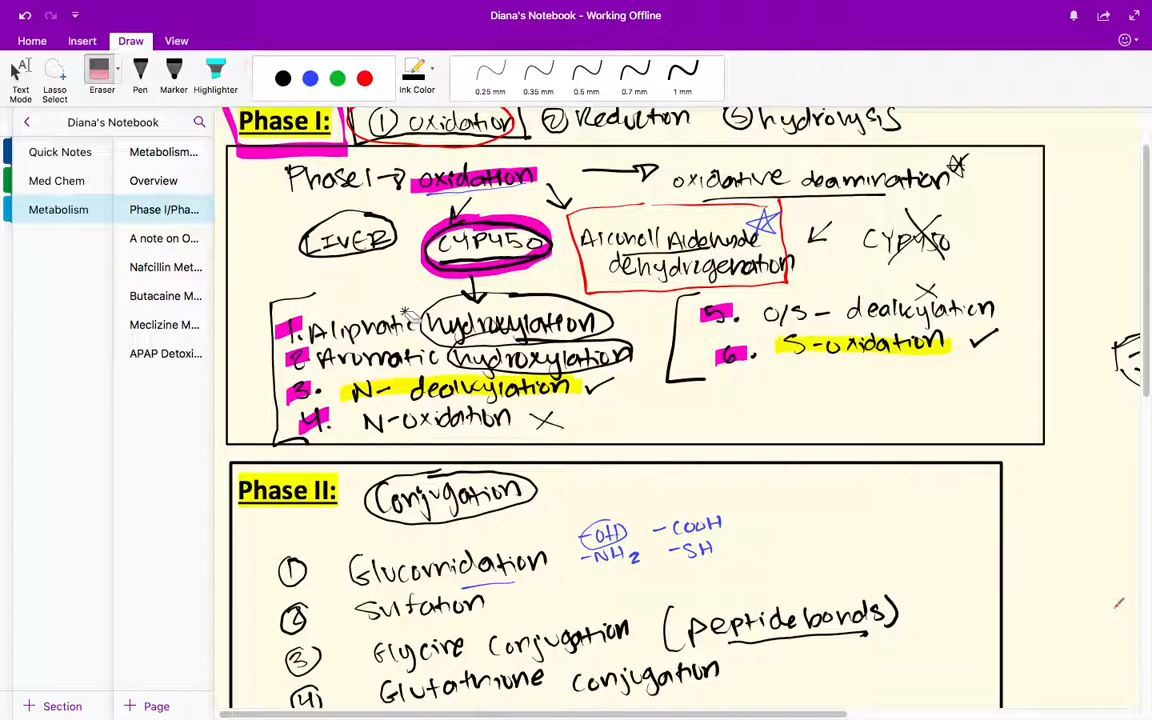 Diana's Notebook - Working Offline
Home Insert Draw View
Text Mode
Lasso Select
Eraser
Pen
Marker
Highlighter
Ink Color
0.25 mm 0.35 mm 0.5 mm 0.7 mm 1 mm
Diana's Notebook
Quick Notes
Med Chem
Metabolism
Metabolism...
Overview
Phase I/Pha...
A note on O...
Nafcillin Met...
Butacaine M...
Meclizine M...
APAP Detoxi...
+ Section
+ Page
Phase I: ① oxidation ② Reduction ③ hydrolysis
Phase I → oxidation → oxidative deamination
LIVER CYP450 Alcohol/Aldehyde dehydrogenation CYP450
1. Aliphatic hydroxylation
2 Aromatic hydroxylation
3. N- dealkylation ✓
4. N-oxidation X
5. O/S - dealkylation
6. S-oxidation ✓
Phase II: Conjugation
① Glucornidation -OH -COOH
-NH2 -SH
② Sulfation
③ Glycine conjugation (peptide bonds)
④ Glutathione conjugation